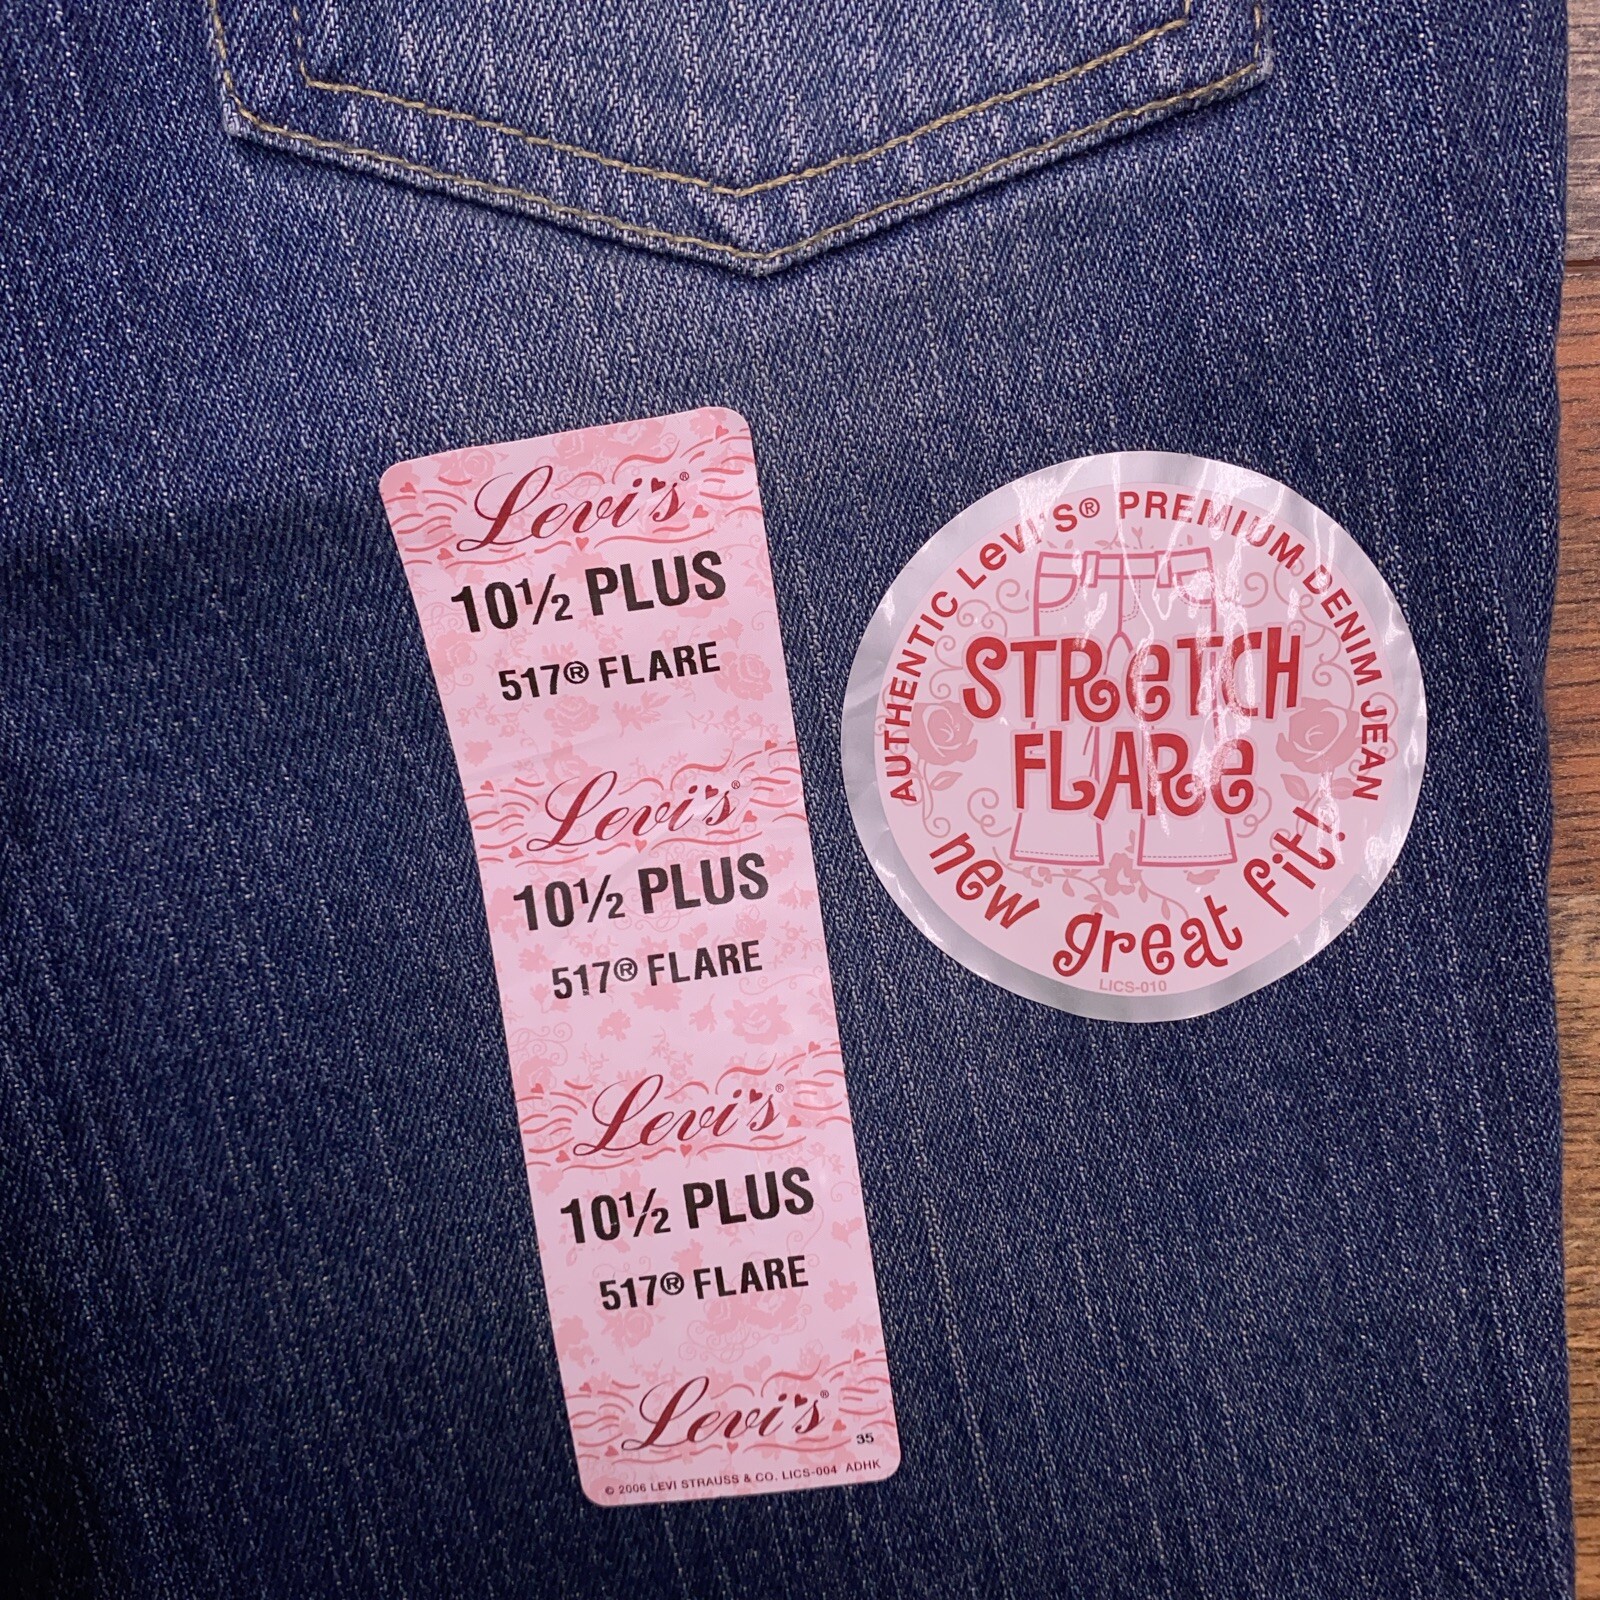 Levi's®
10½ PLUS
517® FLARE
Levi's®
10½ PLUS
517® FLARE
Levi's®
10½ PLUS
517® FLARE
Levi's®
35
© 2006 LEVI STRAUSS & CO. LICS-004 ADHK
AUTHENTIC LeVI'S® PREMIUM DENIM JEAN
STReTCH
FLARe
new great fit!
LICS-010